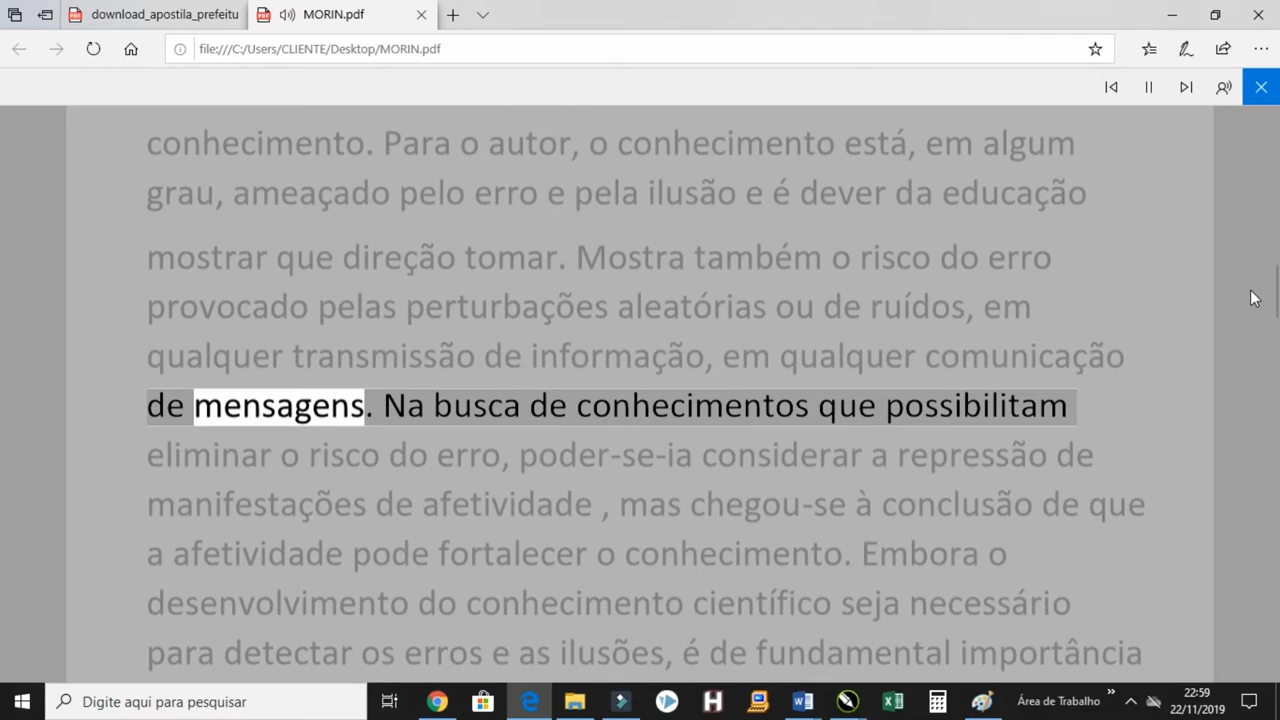 download_apostila_prefeitu
MORIN.pdf
file:///C:/Users/CLIENTE/Desktop/MORIN.pdf
conhecimento. Para o autor, o conhecimento está, em algum
grau, ameaçado pelo erro e pela ilusão e é dever da educação
mostrar que direção tomar. Mostra também o risco do erro
provocado pelas perturbações aleatórias ou de ruídos, em
qualquer transmissão de informação, em qualquer comunicação
de mensagens. Na busca de conhecimentos que possibilitam
eliminar o risco do erro, poder-se-ia considerar a repressão de
manifestações de afetividade , mas chegou-se à conclusão de que
a afetividade pode fortalecer o conhecimento. Embora o
desenvolvimento do conhecimento científico seja necessário
para detectar os erros e as ilusões, é de fundamental importância
Digite aqui para pesquisar
Área de Trabalho
22:59
22/11/2019